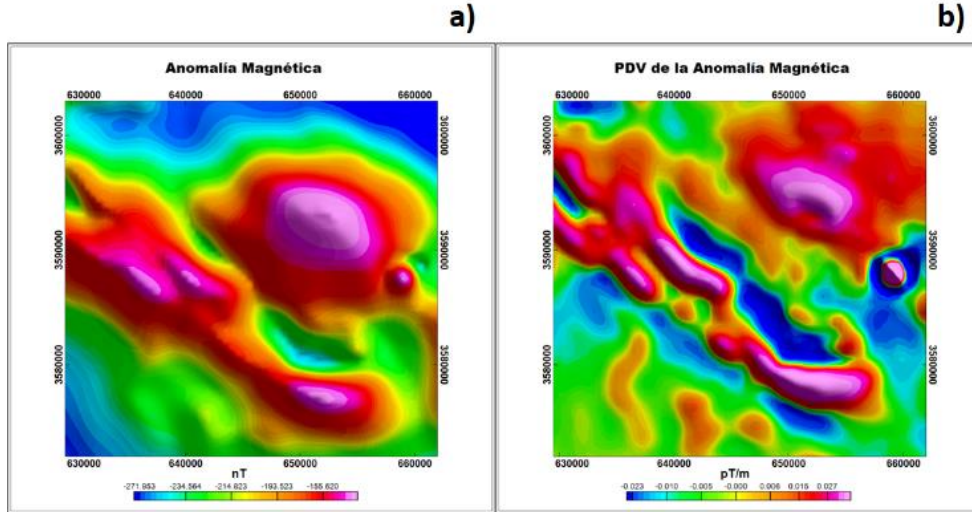 a)
b)
Anomalía Magnética
630000 640000 650000 660000
3600000 3600000
3590000 3590000
3580000 3580000
630000 640000 650000 660000
nT
-271.953 -234.564 -214.823 -193.523 -155.620
PDV de la Anomalía Magnética
630000 640000 650000 660000
3600000 3600000
3590000 3590000
3580000 3580000
630000 640000 650000 660000
pT/m
-0.023 -0.010 -0.005 -0.000 0.006 0.015 0.027